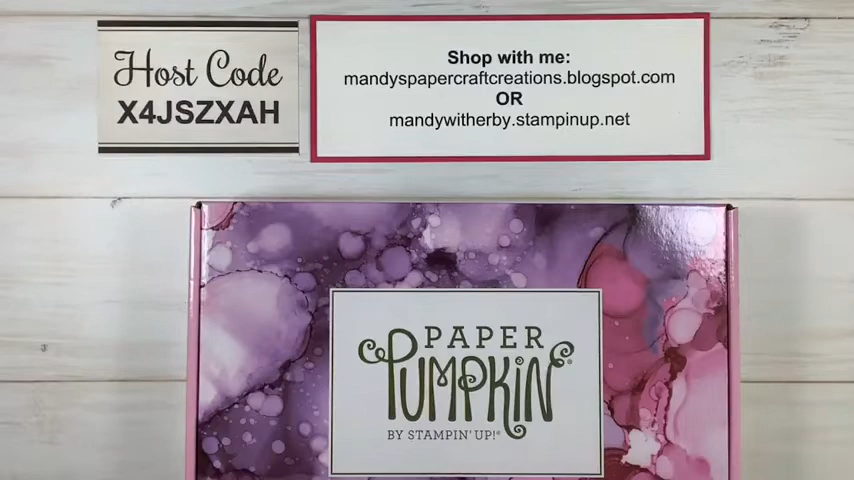 Host Code
X4JSZXAH
Shop with me:
mandyspapercraftcreations.blogspot.com
OR
mandywitherby.stampinup.net
PAPER
PUMPKIN®
BY STAMPIN' UP!®